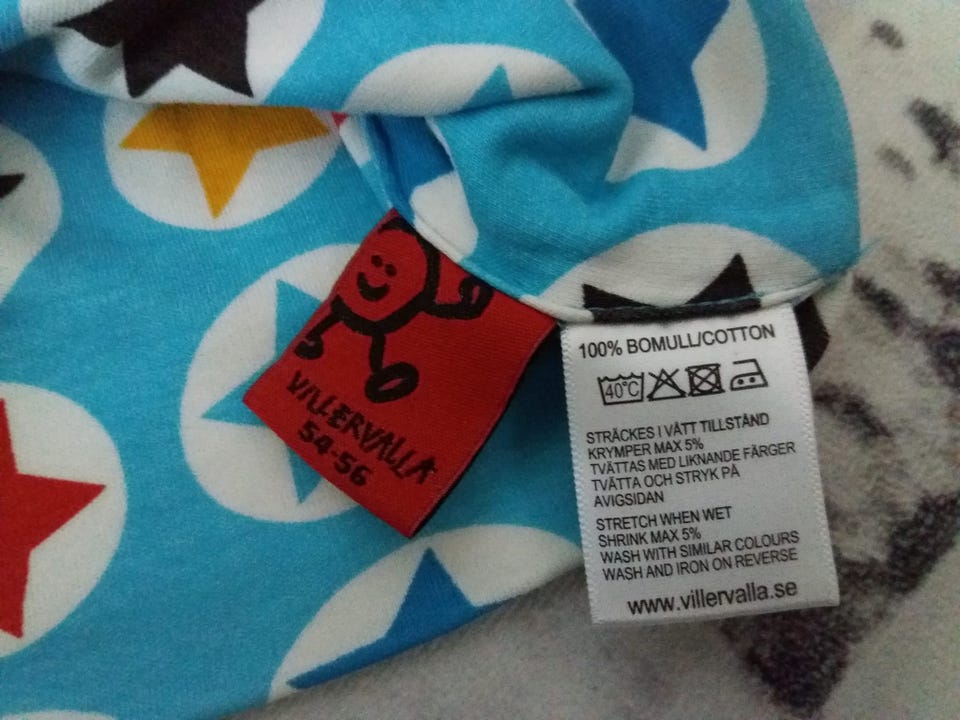 VILLERVALLA
54-56
100% BOMULL/COTTON
40°C
STRÄCKES I VÅTT TILLSTÅND
KRYMPER MAX 5%
TVÄTTAS MED LIKNANDE FÄRGER
TVÄTTA OCH STRYK PÅ
AVIGSIDAN
STRETCH WHEN WET
SHRINK MAX 5%
WASH WITH SIMILAR COLOURS
WASH AND IRON ON REVERSE
www.villervalla.se